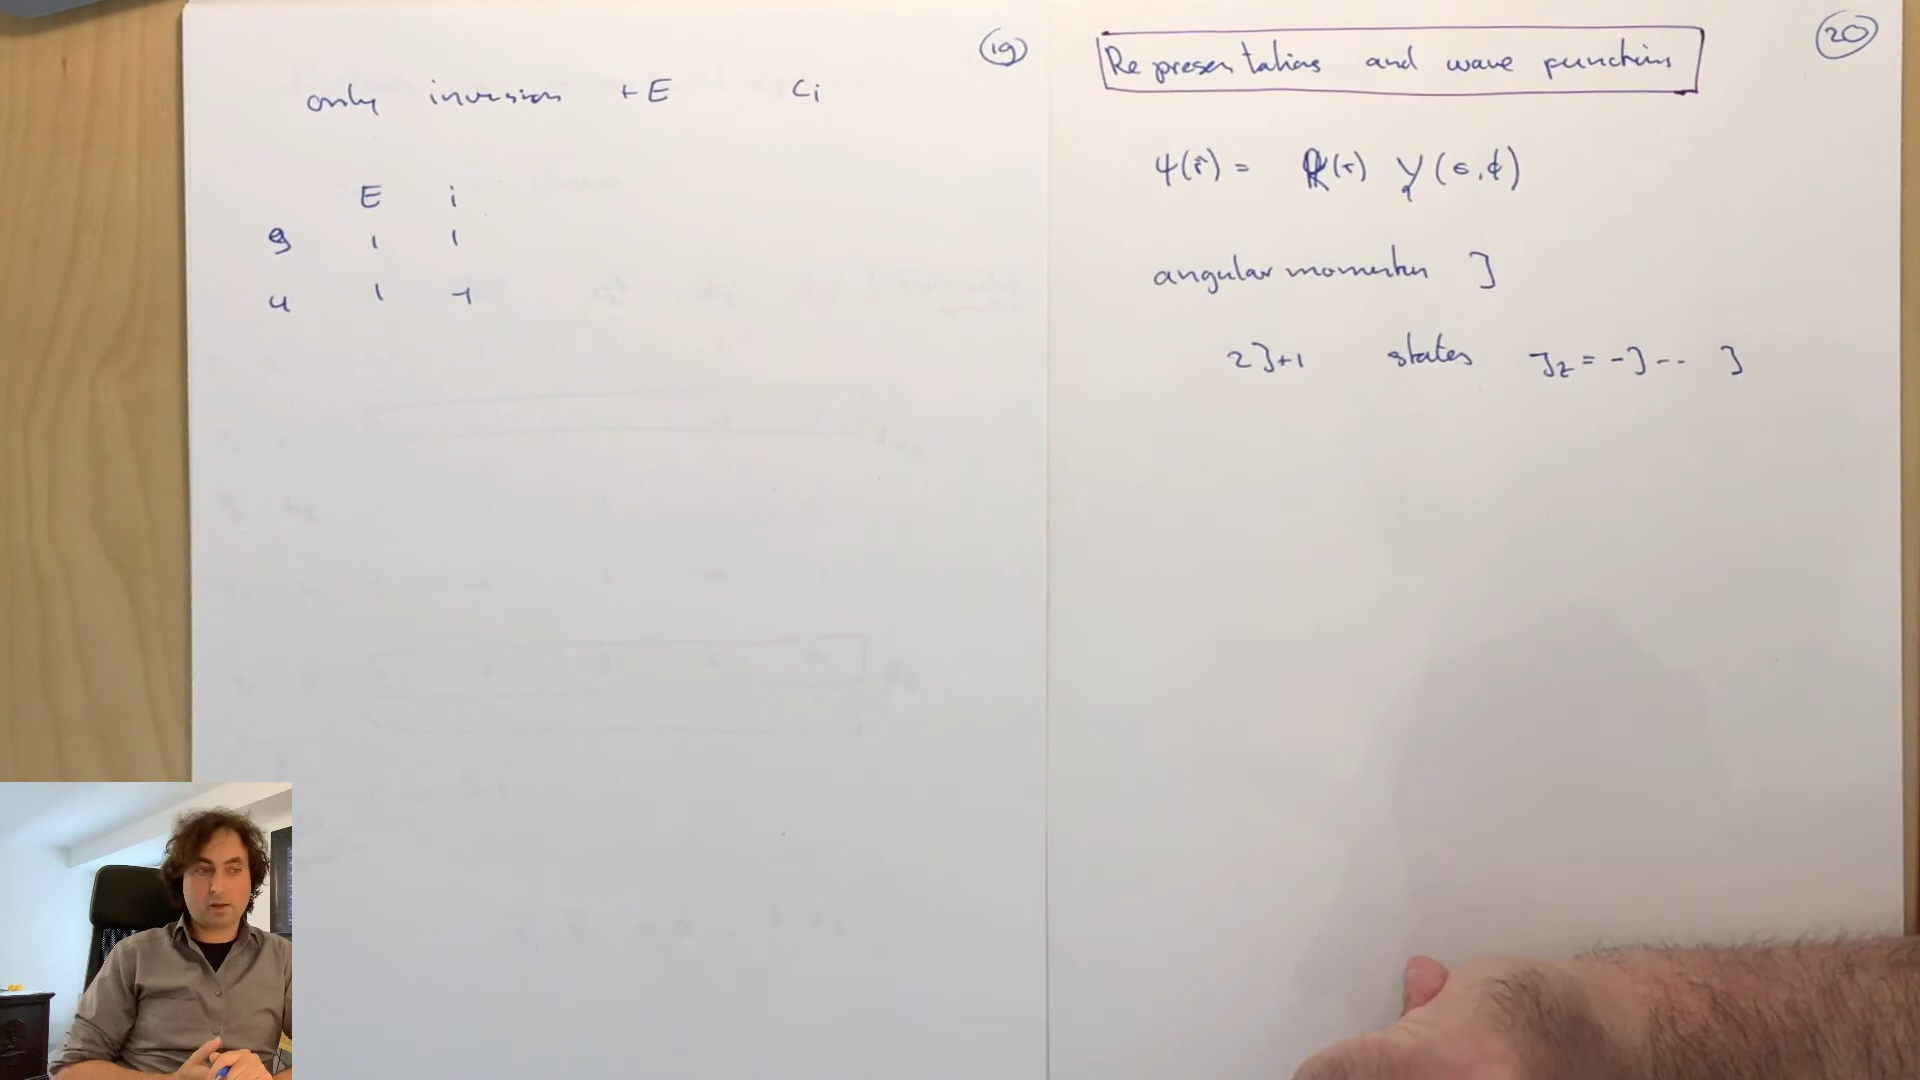 19
only inversion + E Ci
E i
g 1 1
u 1 -1
20
Representations and wave functions
ψ(r⃗) = R(r) Y(θ,ϕ)
angular momentum J
2J+1 states Jz = -J -- J